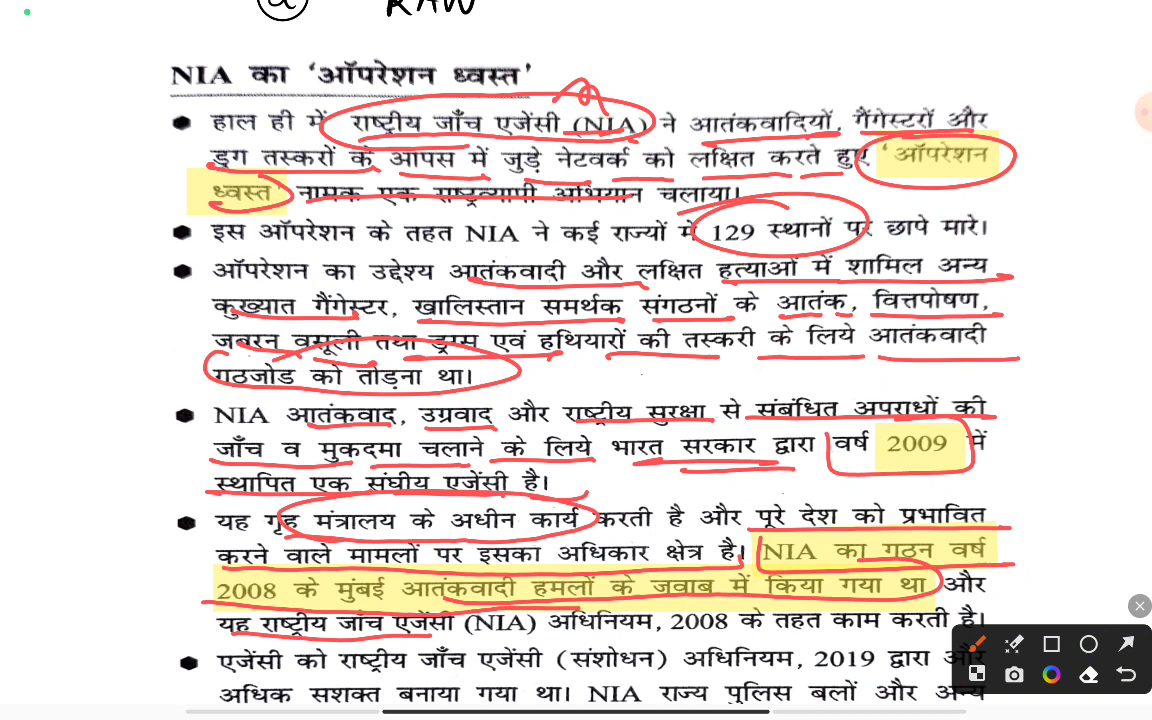 RAW
NIA का 'ऑपरेशन ध्वस्त'
हाल ही में राष्ट्रीय जाँच एजेंसी (NIA) ने आतंकवादियों, गैंगेस्टरों और
ड्रग तस्करों के आपस में जुड़े नेटवर्क को लक्षित करते हुए 'ऑपरेशन
ध्वस्त' नामक एक राष्ट्रव्यापी अभियान चलाया।
इस ऑपरेशन के तहत NIA ने कई राज्यों में 129 स्थानों पर छापे मारे।
ऑपरेशन का उद्देश्य आतंकवादी और लक्षित हत्याओं में शामिल अन्य
कुख्यात गैंगेस्टर, खालिस्तान समर्थक संगठनों के आतंक, वित्तपोषण,
जबरन वसूली तथा ड्रग्स एवं हथियारों की तस्करी के लिये आतंकवादी
गठजोड को तोड़ना था।
NIA आतंकवाद, उग्रवाद और राष्ट्रीय सुरक्षा से संबंधित अपराधों की
जाँच व मुकदमा चलाने के लिये भारत सरकार द्वारा वर्ष 2009 में
स्थापित एक संघीय एजेंसी है।
यह गृह मंत्रालय के अधीन कार्य करती है और पूरे देश को प्रभावित
करने वाले मामलों पर इसका अधिकार क्षेत्र है। NIA का गठन वर्ष
2008 के मुंबई आतंकवादी हमलों के जवाब में किया गया था और
यह राष्ट्रीय जाँच एजेंसी (NIA) अधिनियम, 2008 के तहत काम करती है।
एजेंसी को राष्ट्रीय जाँच एजेंसी (संशोधन) अधिनियम, 2019 द्वारा और
अधिक सशक्त बनाया गया था। NIA राज्य पुलिस बलों और अन्य